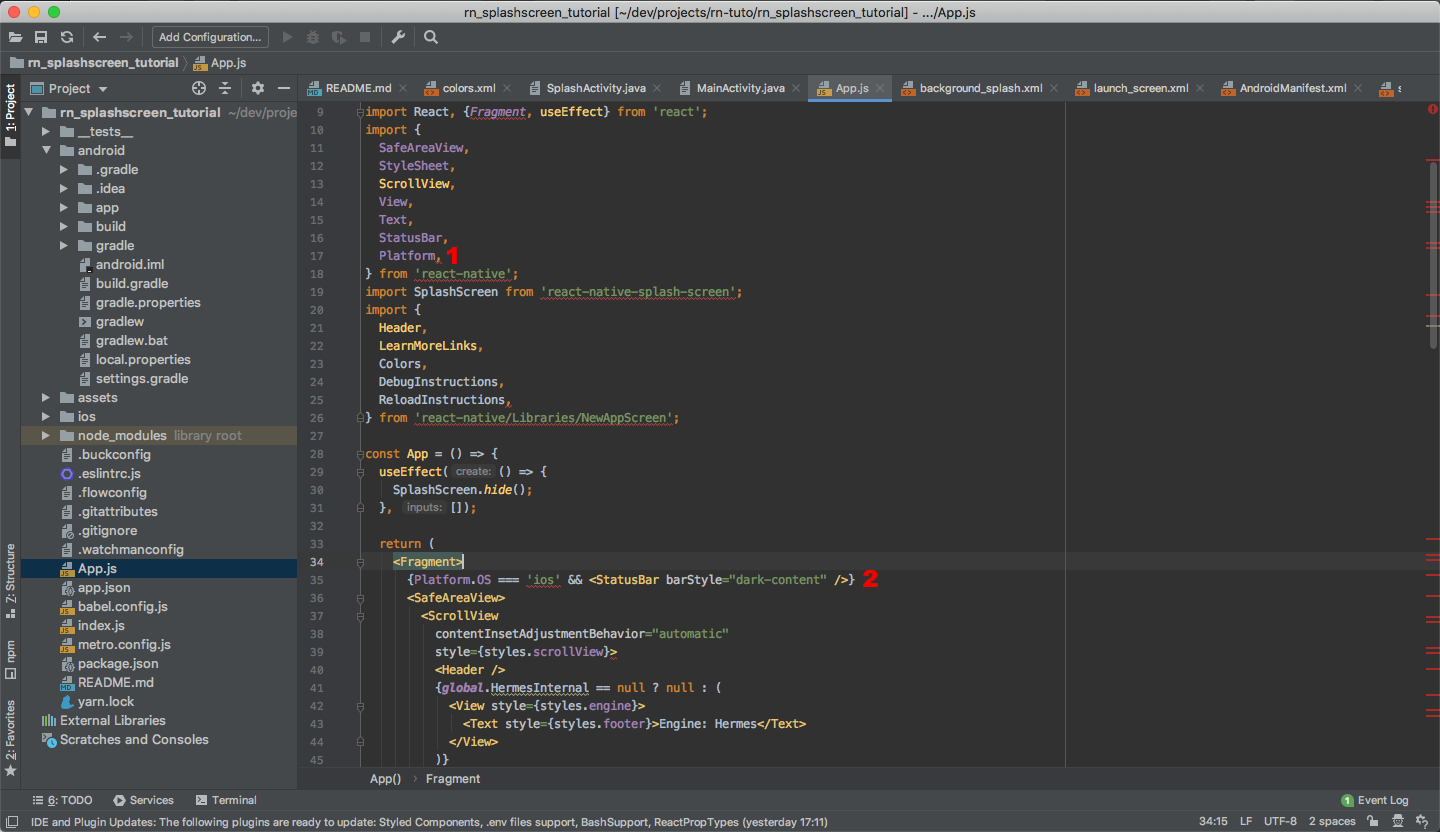 rn_splashscreen_tutorial [~/dev/projects/rn-tuto/rn_splashscreen_tutorial] - .../App.js
Add Configuration...
rn_splashscreen_tutorial App.js
1: Project
Project
README.md colors.xml SplashActivity.java MainActivity.java App.js background_splash.xml launch_screen.xml AndroidManifest.xml s
rn_splashscreen_tutorial ~/dev/proje
__tests__
android
.gradle
.idea
app
build
gradle
android.iml
build.gradle
gradle.properties
gradlew
gradlew.bat
local.properties
settings.gradle
assets
ios
node_modules library root
.buckconfig
.eslintrc.js
.flowconfig
.gitattributes
.gitignore
.watchmanconfig
App.js
app.json
babel.config.js
index.js
metro.config.js
package.json
README.md
yarn.lock
External Libraries
Scratches and Consoles
Z: Structure
npm
2: Favorites
9 import React, {Fragment, useEffect} from 'react';
10 import {
11 SafeAreaView,
12 StyleSheet,
13 ScrollView,
14 View,
15 Text,
16 StatusBar,
17 Platform, 1
18 } from 'react-native';
19 import SplashScreen from 'react-native-splash-screen';
20 import {
21 Header,
22 LearnMoreLinks,
23 Colors,
24 DebugInstructions,
25 ReloadInstructions,
26 } from 'react-native/Libraries/NewAppScreen';
27
28 const App = () => {
29 useEffect( create: () => {
30 SplashScreen.hide();
31 }, inputs: []);
32
33 return (
34 <Fragment>
35 {Platform.OS === 'ios' && <StatusBar barStyle="dark-content" />} 2
36 <SafeAreaView>
37 <ScrollView
38 contentInsetAdjustmentBehavior="automatic"
39 style={styles.scrollView}>
40 <Header />
41 {global.HermesInternal == null ? null : (
42 <View style={styles.engine}>
43 <Text style={styles.footer}>Engine: Hermes</Text>
44 </View>
45 )}
App() Fragment
6: TODO Services Terminal 1 Event Log
IDE and Plugin Updates: The following plugins are ready to update: Styled Components, .env files support, BashSupport, ReactPropTypes (yesterday 17:11) 34:15 LF UTF-8 2 spaces